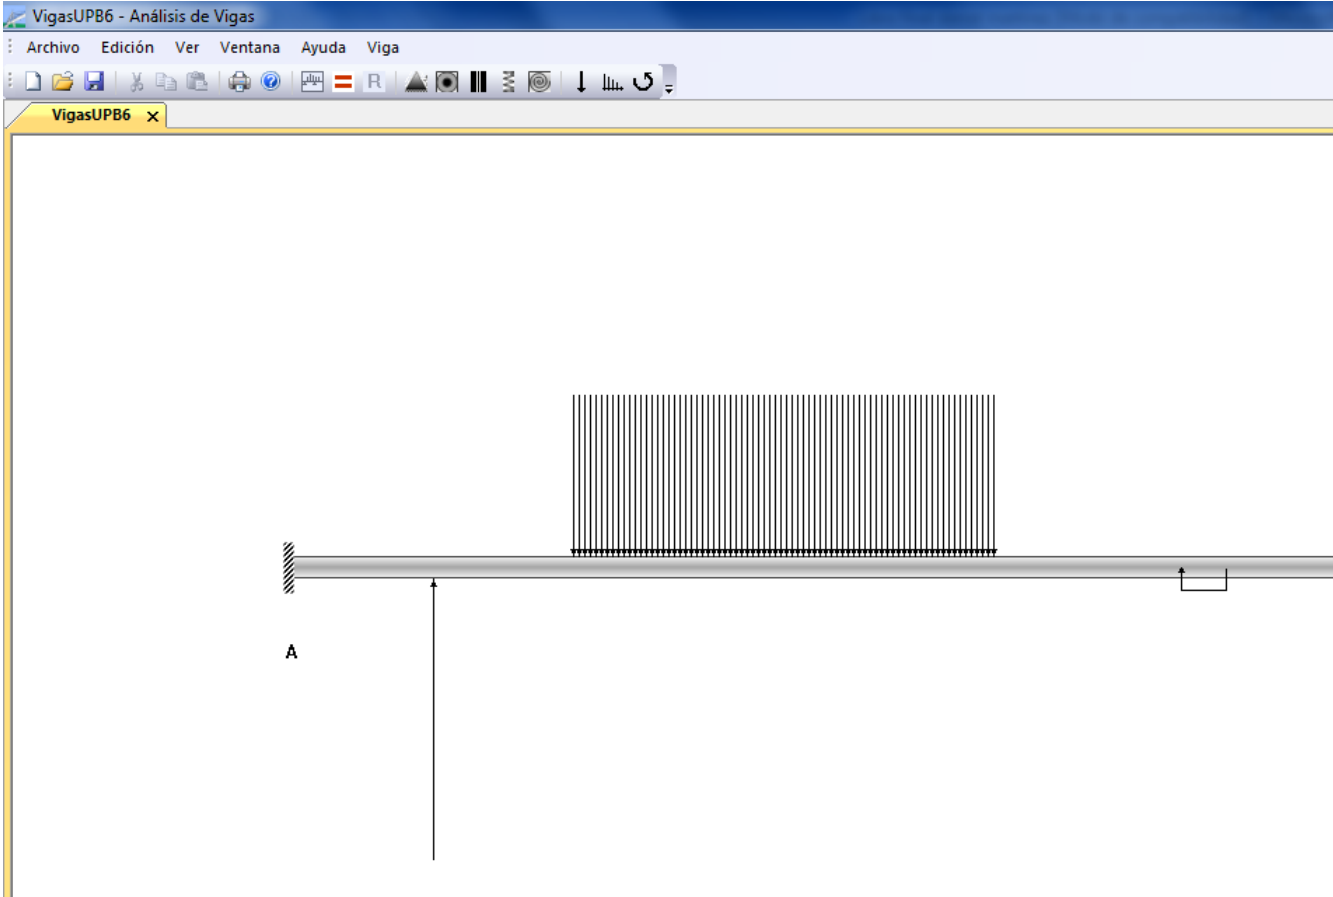 VigasUPB6 - Análisis de Vigas
Archivo Edición Ver Ventana Ayuda Viga
R
VigasUPB6 x
A